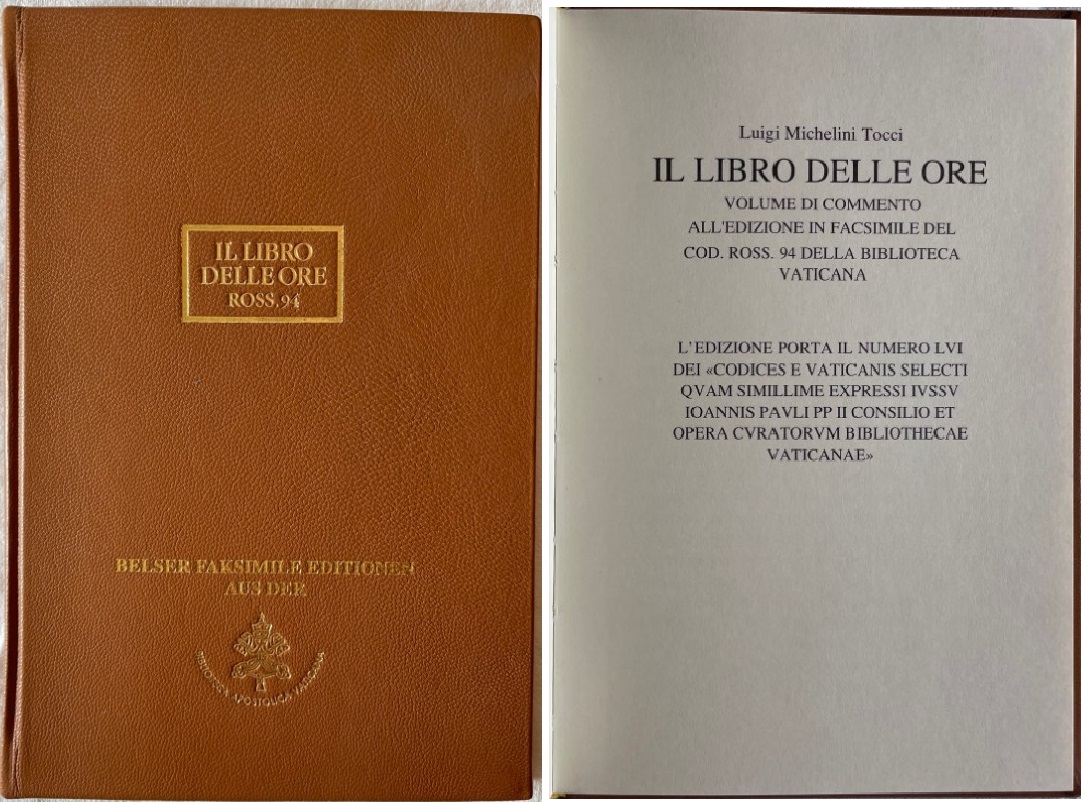 IL LIBRO
DELLE ORE
ROSS. 94
BELSER FAKSIMILE EDITIONEN
AUS DER
BIBLIOTECA APOSTOLICA VATICANA
Luigi Michelini Tocci
IL LIBRO DELLE ORE
VOLUME DI COMMENTO
ALL'EDIZIONE IN FACSIMILE DEL
COD. ROSS. 94 DELLA BIBLIOTECA
VATICANA
L'EDIZIONE PORTA IL NUMERO LVI
DEI «CODICES E VATICANIS SELECTI
QVAM SIMILLIME EXPRESSI IVSSV
IOANNIS PAVLI PP II CONSILIO ET
OPERA CVRATORVM BIBLIOTHECAE
VATICANAE»